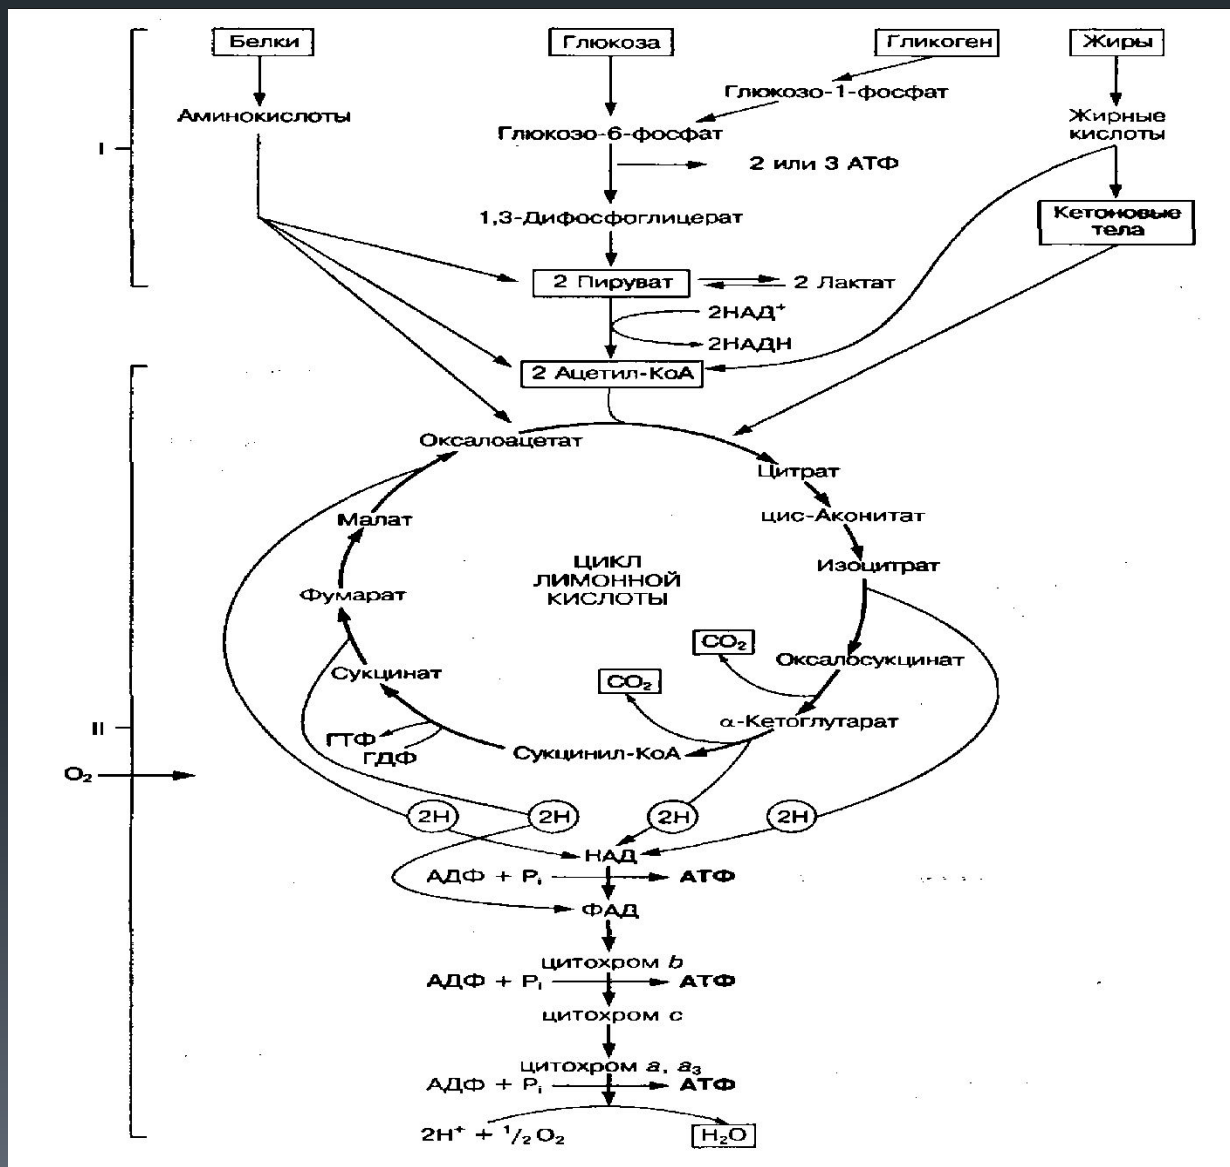 Белки
Глюкоза
Гликоген
Жиры
Глюкозо-1-фосфат
Аминокислоты
Жирные
кислоты
Глюкозо-6-фосфат
I
2 или 3 АТФ
1,3-Дифосфоглицерат
Кетоновые
тела
2 Пируват
2 Лактат
2НАД⁺
2НАДН
2 Ацетил-КоА
Оксалоацетат
Цитрат
цис-Аконитат
Малат
Изоцитрат
ЦИКЛ
ЛИМОННОЙ
КИСЛОТЫ
Фумарат
CO₂
Оксалосукцинат
Сукцинат
CO₂
α-Кетоглутарат
II
ГТФ
ГДФ
Сукцинил-КоА
O₂
2H
2H
2H
2H
НАД
АДФ + Pᵢ
АТФ
ФАД
цитохром b
АДФ + Pᵢ
АТФ
цитохром c
цитохром a, a₃
АДФ + Pᵢ
АТФ
2H⁺ + ¹/₂ O₂
H₂O